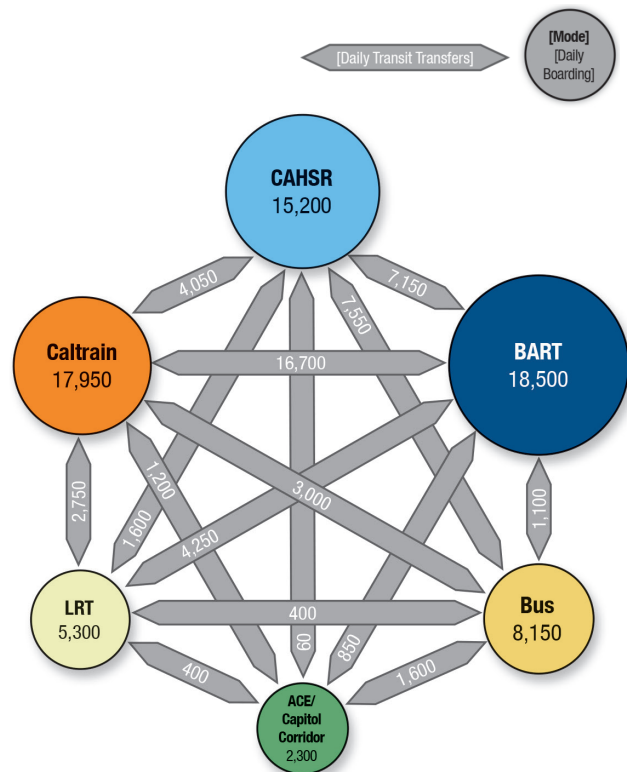 [Daily Transit Transfers]
[Mode]
[Daily
Boarding]
CAHSR
15,200
4,050
7,150
7,550
Caltrain
17,950
16,700
BART
18,500
2,750
1,200
1,600
3,000
4,250
1,100
LRT
5,300
400
Bus
8,150
400
60
850
1,600
ACE/
Capitol
Corridor
2,300